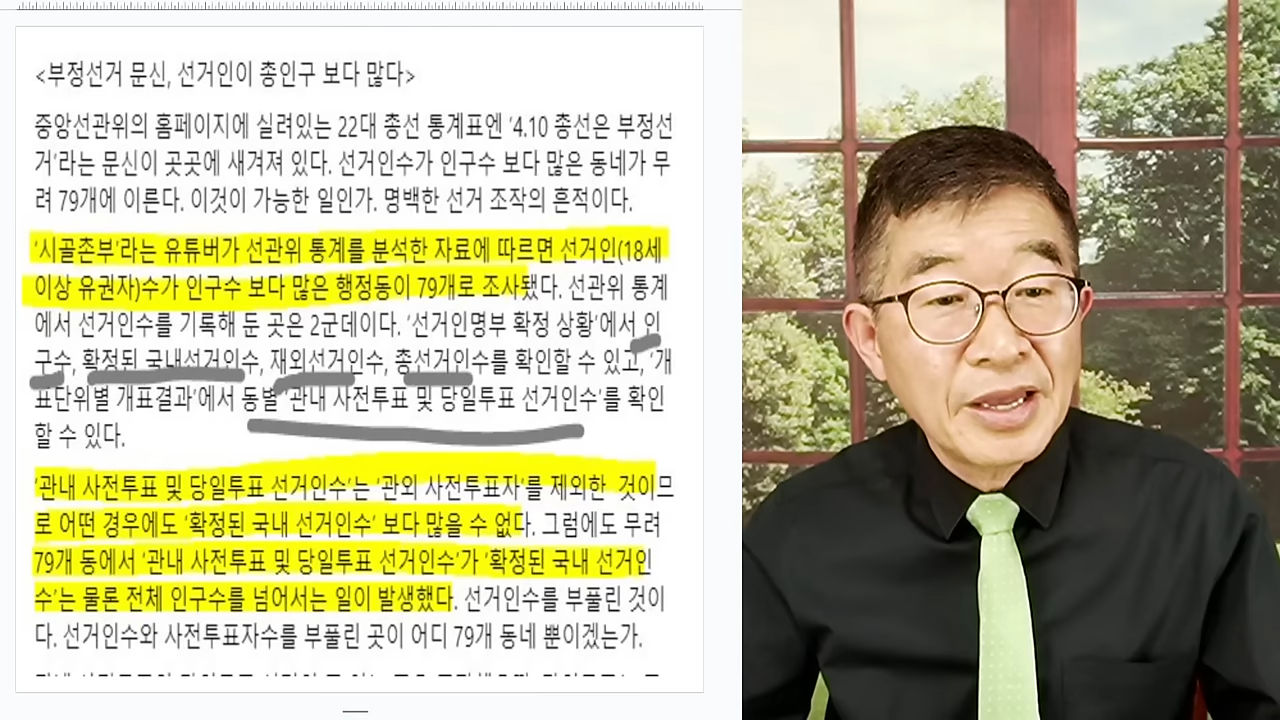 <부정선거 문신, 선거인이 총인구 보다 많다>
중앙선관위의 홈페이지에 실려있는 22대 총선 통계표엔 '4.10 총선은 부정선
거'라는 문신이 곳곳에 새겨져 있다. 선거인수가 인구수 보다 많은 동네가 무
려 79개에 이른다. 이것이 가능한 일인가. 명백한 선거 조작의 흔적이다.
'시골촌부'라는 유튜버가 선관위 통계를 분석한 자료에 따르면 선거인(18세
이상 유권자)수가 인구수 보다 많은 행정동이 79개로 조사됐다. 선관위 통계
에서 선거인수를 기록해 둔 곳은 2군데이다. '선거인명부 확정 상황'에서 인
구수, 확정된 국내선거인수, 재외선거인수, 총선거인수를 확인할 수 있고, '개
표단위별 개표결과'에서 동별 '관내 사전투표 및 당일투표 선거인수'를 확인
할 수 있다.
'관내 사전투표 및 당일투표 선거인수'는 '관외 사전투표자'를 제외한 것이므
로 어떤 경우에도 '확정된 국내 선거인수' 보다 많을 수 없다. 그럼에도 무려
79개 동에서 '관내 사전투표 및 당일투표 선거인수'가 '확정된 국내 선거인
수'는 물론 전체 인구수를 넘어서는 일이 발생했다. 선거인수를 부풀린 것이
다. 선거인수와 사전투표자수를 부풀린 곳이 어디 79개 동네 뿐이겠는가.